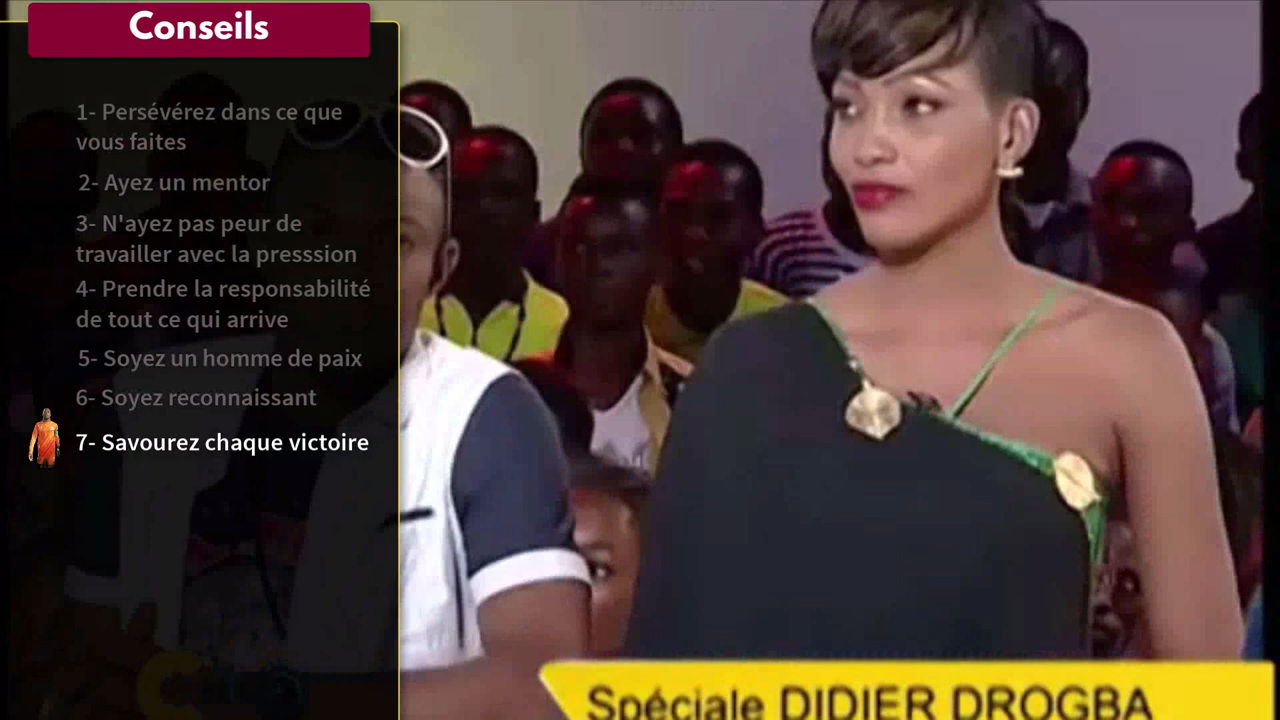 Conseils
1- Persévérez dans ce que
vous faites
2- Ayez un mentor
3- N'ayez pas peur de
travailler avec la presssion
4- Prendre la responsabilité
de tout ce qui arrive
5- Soyez un homme de paix
6- Soyez reconnaissant
7- Savourez chaque victoire
Spéciale DIDIER DROGBA